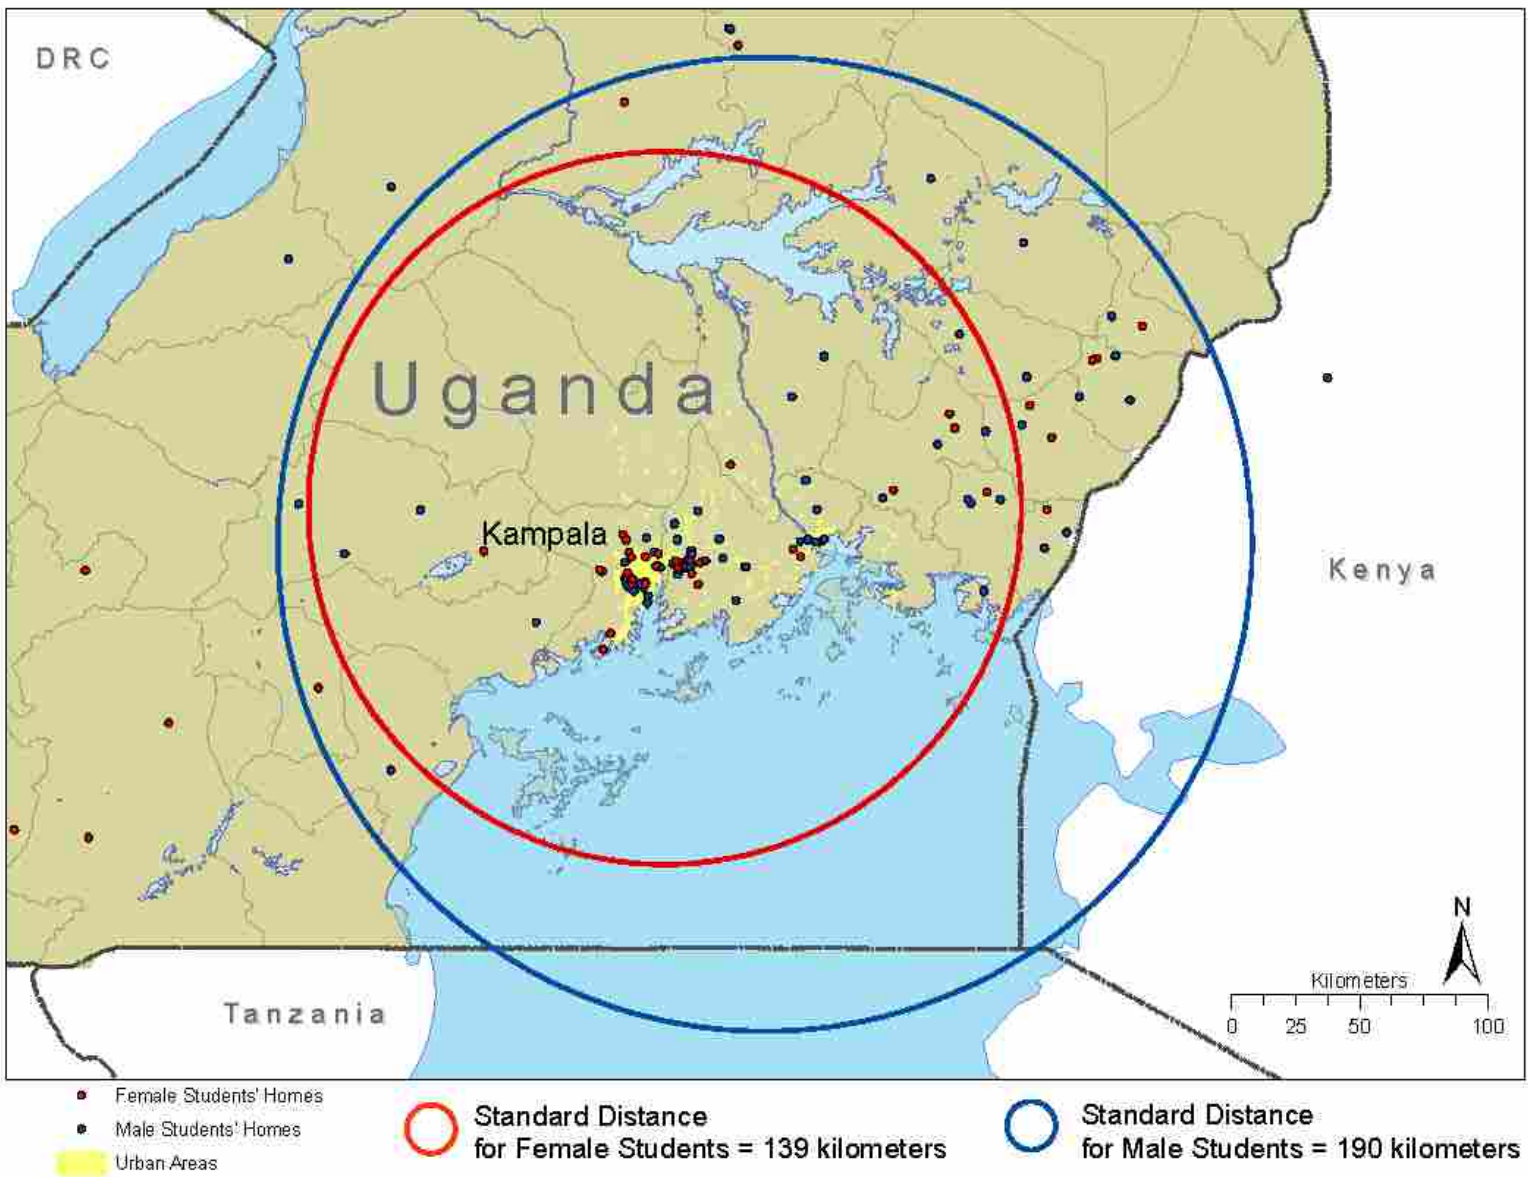 DRC
Uganda
Kampala
Kenya
Tanzania
N
Kilometers
0 25 50 100
Female Students' Homes
Male Students' Homes
Urban Areas
Standard Distance
for Female Students = 139 kilometers
Standard Distance
for Male Students = 190 kilometers